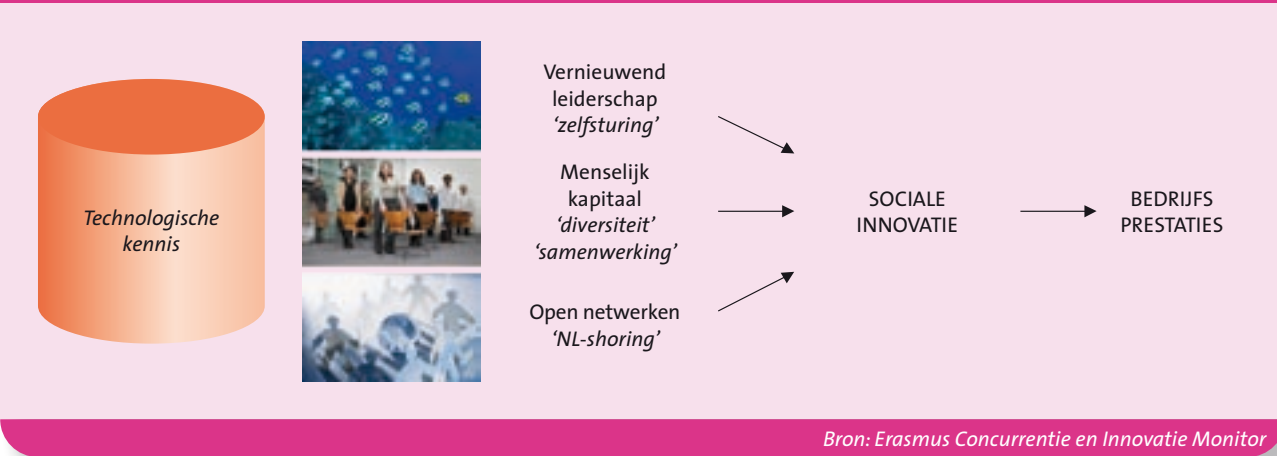 Technologische
kennis
Vernieuwend
leiderschap
‘zelfsturing’
Menselijk
kapitaal
‘diversiteit’
‘samenwerking’
Open netwerken
‘NL-shoring’
SOCIALE
INNOVATIE
BEDRIJFS
PRESTATIES
Bron: Erasmus Concurrentie en Innovatie Monitor